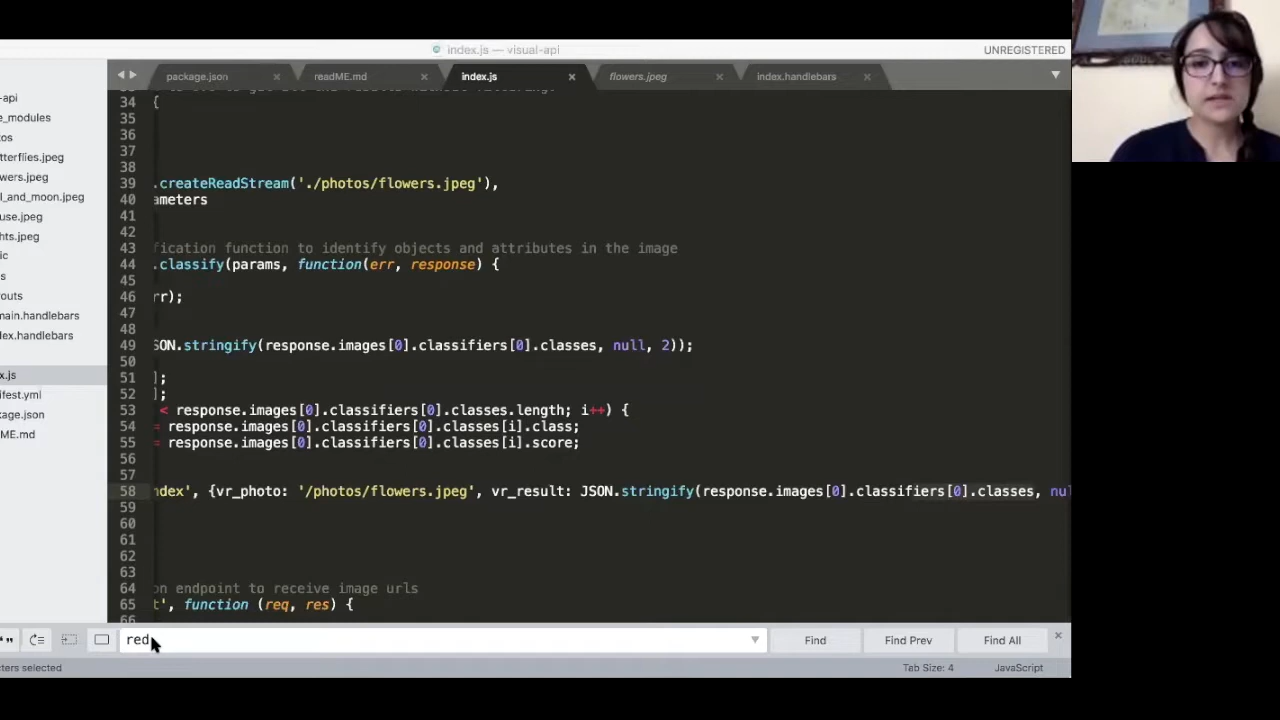 index.js — visual-api
UNREGISTERED
package.json
readME.md
index.js
flowers.jpeg
index.handlebars
-api
e_modules
tos
tterflies.jpeg
wers.jpeg
l_and_moon.jpeg
use.jpeg
hts.jpeg
ic
s
outs
main.handlebars
dex.handlebars
x.js
ifest.yml
kage.json
ME.md
34 {
35
36
37
38
39 .createReadStream('./photos/flowers.jpeg'),
40 ameters
41
42
43 fication function to identify objects and attributes in the image
44 .classify(params, function(err, response) {
45
46 rr);
47
48
49 SON.stringify(response.images[0].classifiers[0].classes, null, 2));
50
51 ];
52 ];
53 < response.images[0].classifiers[0].classes.length; i++) {
54 = response.images[0].classifiers[0].classes[i].class;
55 = response.images[0].classifiers[0].classes[i].score;
56
57
58 ndex', {vr_photo: '/photos/flowers.jpeg', vr_result: JSON.stringify(response.images[0].classifiers[0].classes, nul
59
60
61
62
63
64 on endpoint to receive image urls
65 t', function (req, res) {
66
red
Find
Find Prev
Find All
ters selected
Tab Size: 4
JavaScript